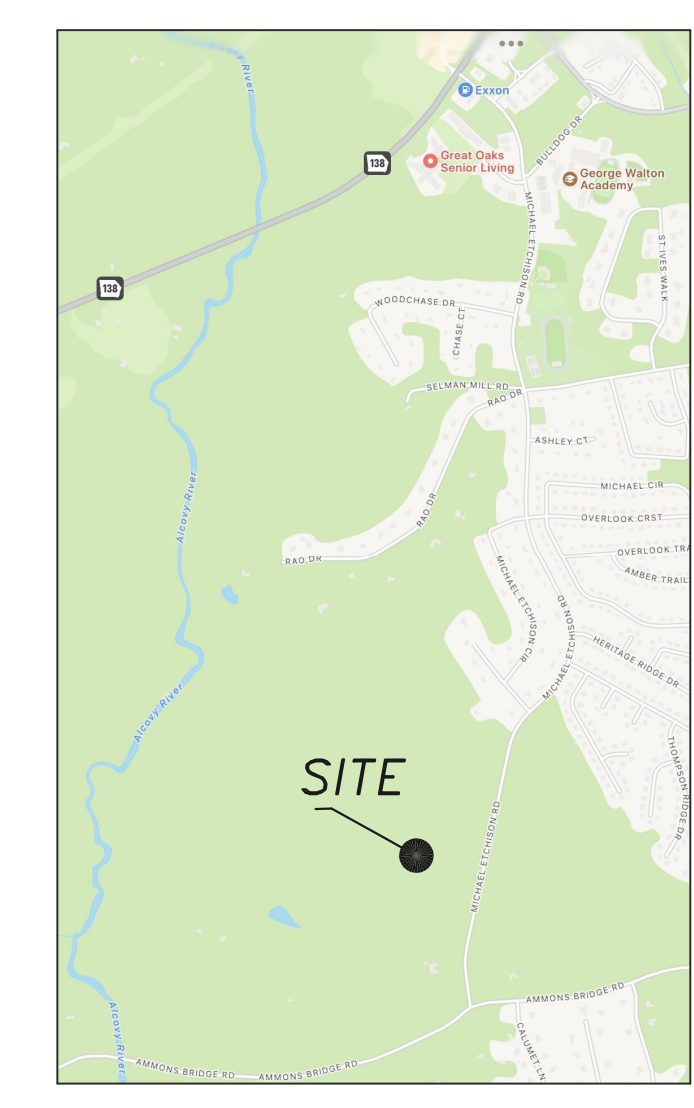 Alcovy River
Exxon
138
Great Oaks
Senior Living
BULLDOG DR
George Walton
Academy
MICHAEL ETCHISON RD
ST IVES WALK
138
WOODCHASE DR
CHASE CT
SELMAN MILL RD
RAO DR
ASHLEY CT
Alcovy River
MICHAEL CIR
RAO DR
OVERLOOK CRST
OVERLOOK TRA
RAO DR
AMBER TRAIL
MICHAEL ETCHISON CIR
MICHAEL ETCHISON RD
HERITAGE RIDGE DR
Alcovy River
SITE
THOMPSON RIDGE DR
MICHAEL ETCHISON RD
AMMONS BRIDGE RD
Alcovy River
CALUMET LN
AMMONS BRIDGE RD
AMMONS BRIDGE RD